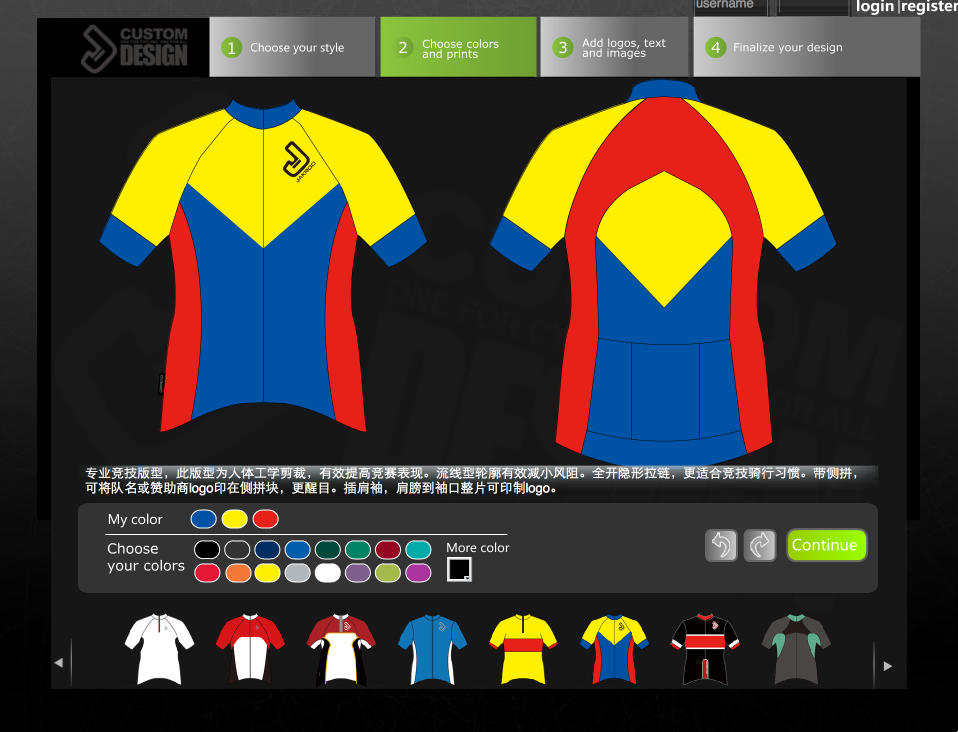 username
login |register
CUSTOM
DESIGN
1 Choose your style
2 Choose colors
and prints
3 Add logos, text
and images
4 Finalize your design
JAKROO
专业竞技版型，此版型为人体工学剪裁，有效提高竞赛表现。流线型轮廓有效减小风阻。全开隐形拉链，更适合竞技骑行习惯。带侧拼，
可将队名或赞助商logo印在侧拼块，更醒目。插肩袖，肩膀到袖口整片可印制logo。
My color
Choose
your colors
More color
Continue